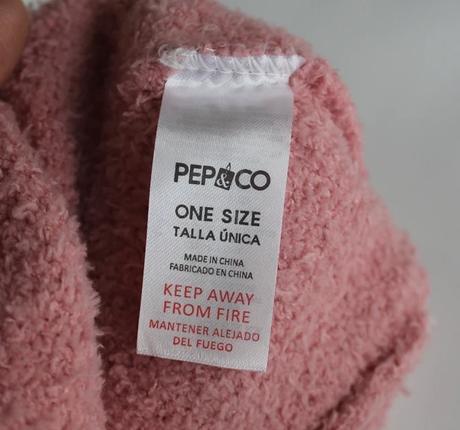 PEP&CO
ONE SIZE
TALLA ÚNICA
MADE IN CHINA
FABRICADO EN CHINA
KEEP AWAY
FROM FIRE
MANTENER ALEJADO
DEL FUEGO